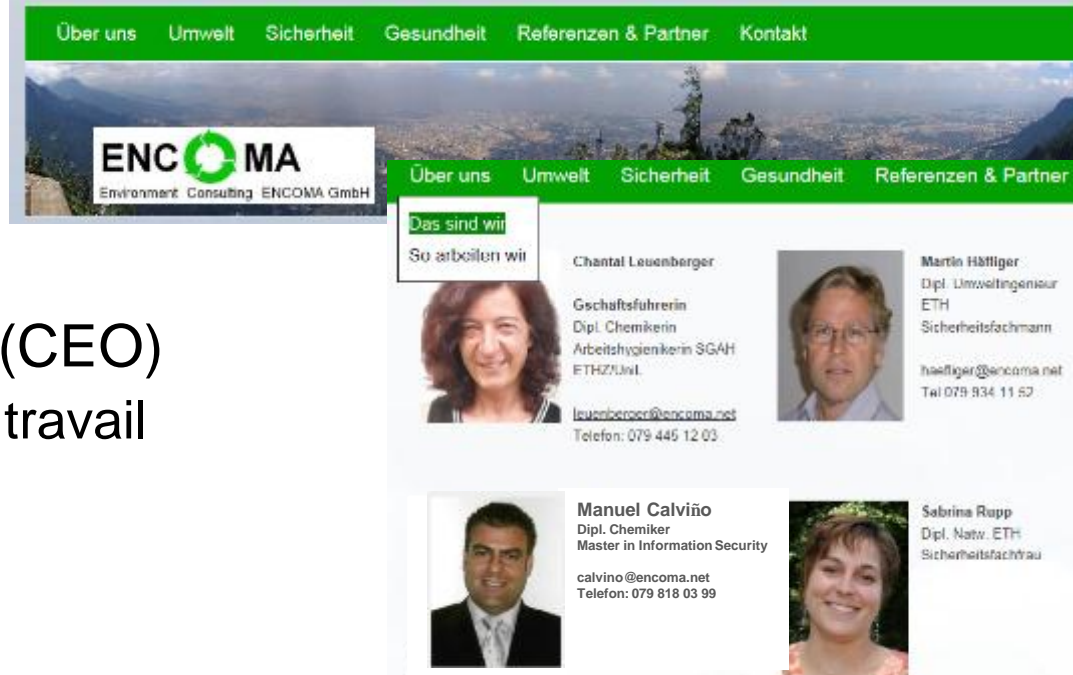 Über uns Umwelt Sicherheit Gesundheit Referenzen & Partner Kontakt
ENCOMA
Environment Consulting ENCOMA GmbH
Über uns Umwelt Sicherheit Gesundheit Referenzen & Partner
Das sind wir
So arbeiten wir
(CEO)
travail
Chantal Leuenberger
Gschaftsfuhrerin
Dipl. Chemikerin
Arbeitshygienikerin SGAH
ETHZ/Unil.
leuenberger@encoma.net
Telefon: 079 445 12 03
Martin Häfliger
Dipl. Umweltingenieur
ETH
Sicherheitsfachmann
haefliger@encoma.net
Tel 079 934 11 52
Manuel Calviño
Dipl. Chemiker
Master in Information Security
calvino@encoma.net
Telefon: 079 818 03 99
Sabrina Rupp
Dipl. Natw. ETH
Sicherheitsfachfrau